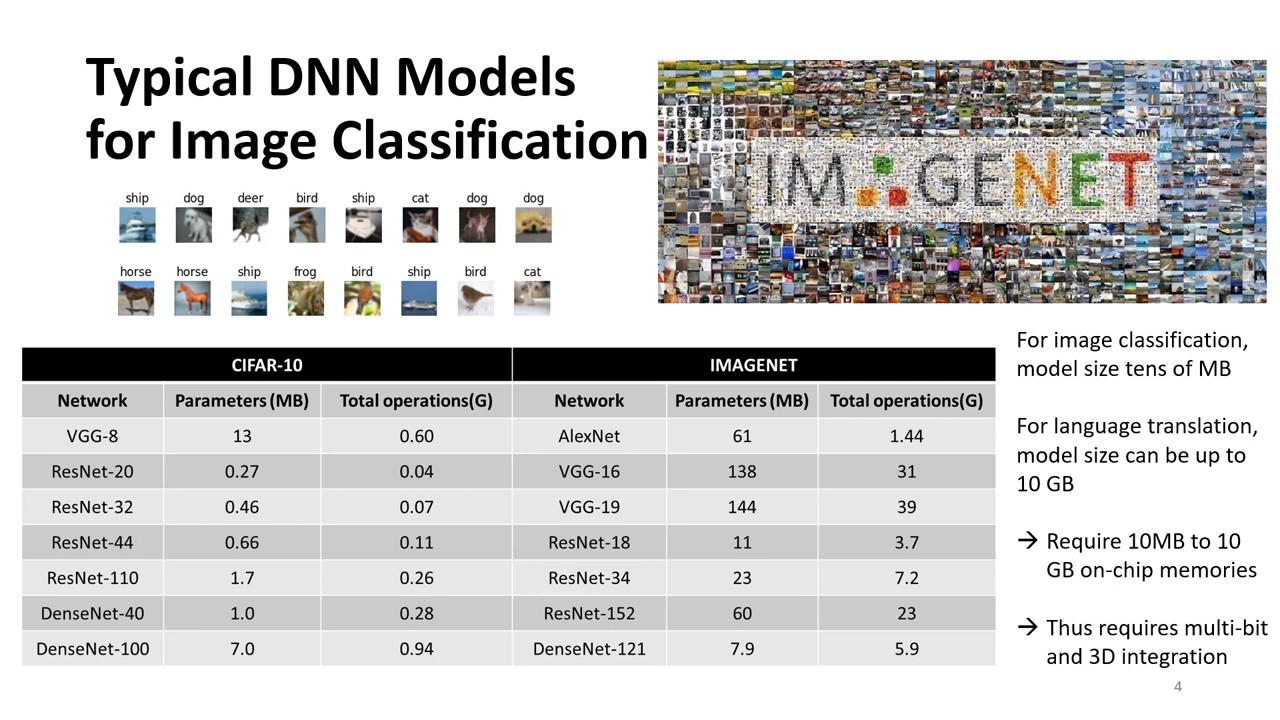 Typical DNN Models
for Image Classification
ship dog deer bird ship cat dog dog
horse horse ship frog bird ship bird cat
IMAGENET
CIFAR-10 IMAGENET
Network Parameters (MB) Total operations(G) Network Parameters (MB) Total operations(G)
VGG-8 13 0.60 AlexNet 61 1.44
ResNet-20 0.27 0.04 VGG-16 138 31
ResNet-32 0.46 0.07 VGG-19 144 39
ResNet-44 0.66 0.11 ResNet-18 11 3.7
ResNet-110 1.7 0.26 ResNet-34 23 7.2
DenseNet-40 1.0 0.28 ResNet-152 60 23
DenseNet-100 7.0 0.94 DenseNet-121 7.9 5.9
For image classification,
model size tens of MB
For language translation,
model size can be up to
10 GB
→ Require 10MB to 10
GB on-chip memories
→ Thus requires multi-bit
and 3D integration
4